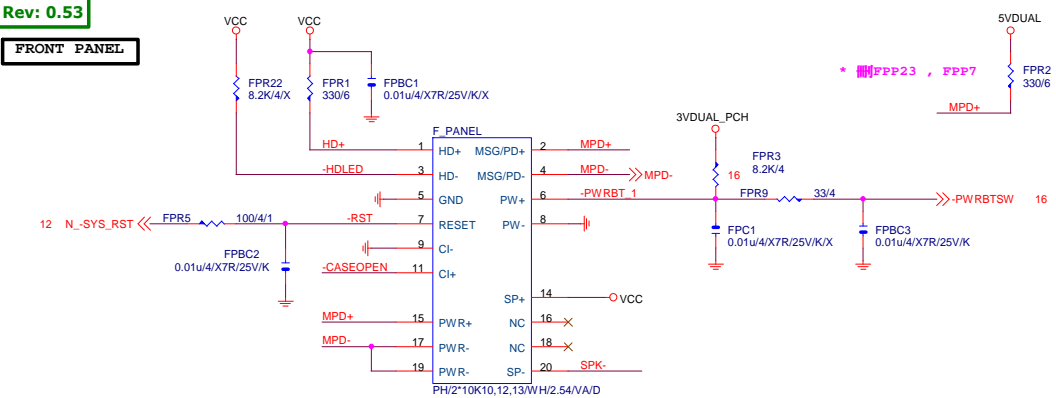 Rev: 0.53
FRONT PANEL
VCC
VCC
5VDUAL
FPR22
8.2K/4/X
FPR1
330/6
FPBC1
0.01u/4/X7R/25V/K/X
* 刪FPP23 , FPP7
FPR2
330/6
MPD+
3VDUAL_PCH
F_PANEL
HD+
1
HD+
MSG/PD+
2
MPD+
-HDLED
3
HD-
MSG/PD-
4
MPD-
MPD-
16
FPR3
8.2K/4
5
GND
PW+
6
-PWRBT_1
FPR9
33/4
-PWRBTSW
16
12
N_-SYS_RST
FPR5
100/4/1
-RST
7
RESET
PW-
8
FPC1
0.01u/4/X7R/25V/K/X
FPBC3
0.01u/4/X7R/25V/K
FPBC2
0.01u/4/X7R/25V/K
9
CI-
-CASEOPEN
11
CI+
SP+
14
VCC
MPD+
15
PWR+
NC
16
MPD-
17
PWR-
NC
18
19
PWR-
SP-
20
SPK-
PH/2*10K10,12,13/WH/2.54/VA/D